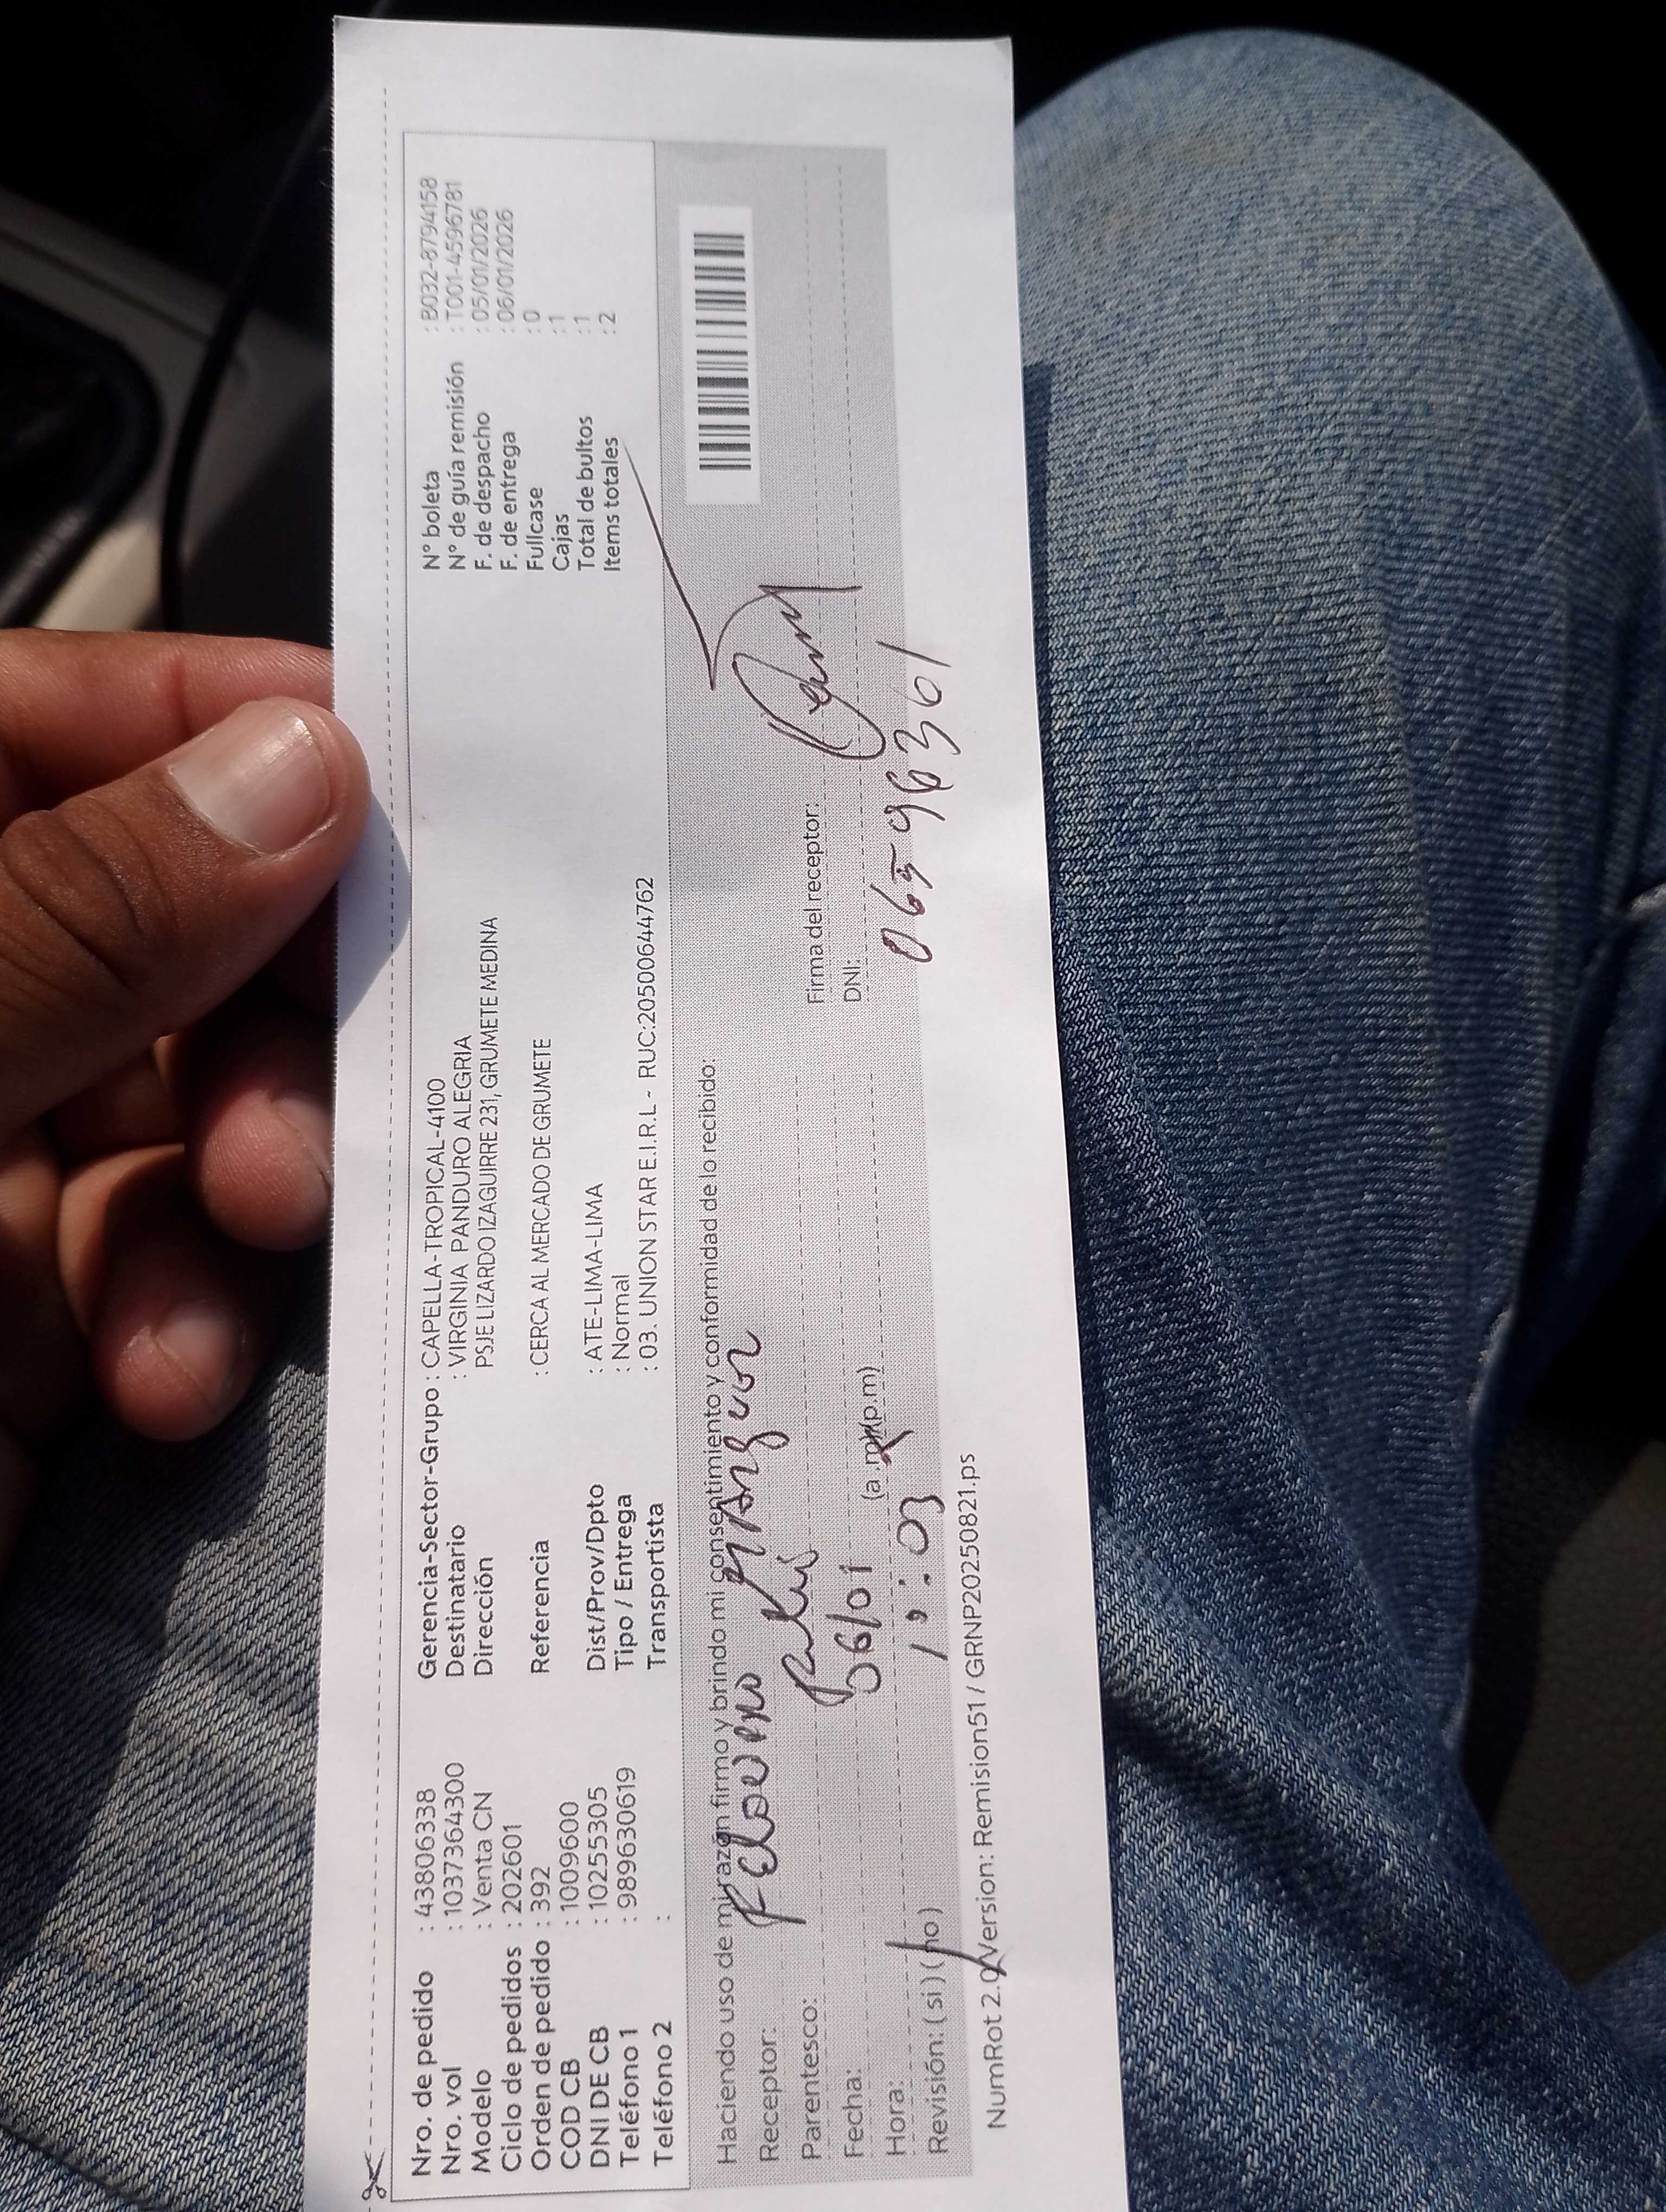 Nro. de pedido : 43806338
Nro. vol : 1037364300
Modelo : Venta CN
Ciclo de pedidos : 202601
Orden de pedido : 392
COD CB : 1009600
DNI DE CB : 10255305
Teléfono 1 : 989630619
Teléfono 2 :
Gerencia-Sector-Grupo : CAPELLA-TROPICAL-4100
Destinatario : VIRGINIA PANDURO ALEGRIA
Dirección PSJE LIZARDO IZAGUIRRE 231, GRUMETE MEDINA
Referencia : CERCA AL MERCADO DE GRUMETE
Dist/Prov/Dpto : ATE-LIMA-LIMA
Tipo / Entrega : Normal
Transportista : 03. UNION STAR E.I.R.L - RUC:20500644762
N° boleta : B032-8794158
N° de guía remisión : T001-4596781
F. de despacho : 05/01/2026
F. de entrega : 06/01/2026
Fullcase : 0
Cajas : 1
Total de bultos : 1
Items totales : 2
Haciendo uso de mi razón firmo y brindo mi consentimiento y conformidad de lo recibido:
Receptor:
Parentesco:
Fecha: 06/01
Hora: 1:03 (a.m/p.m)
Revisión: ( si ) ( no )
Firma del receptor:
DNI: 06596361
NumRot 2.0/Version: Remision51 / GRNP20250821.ps